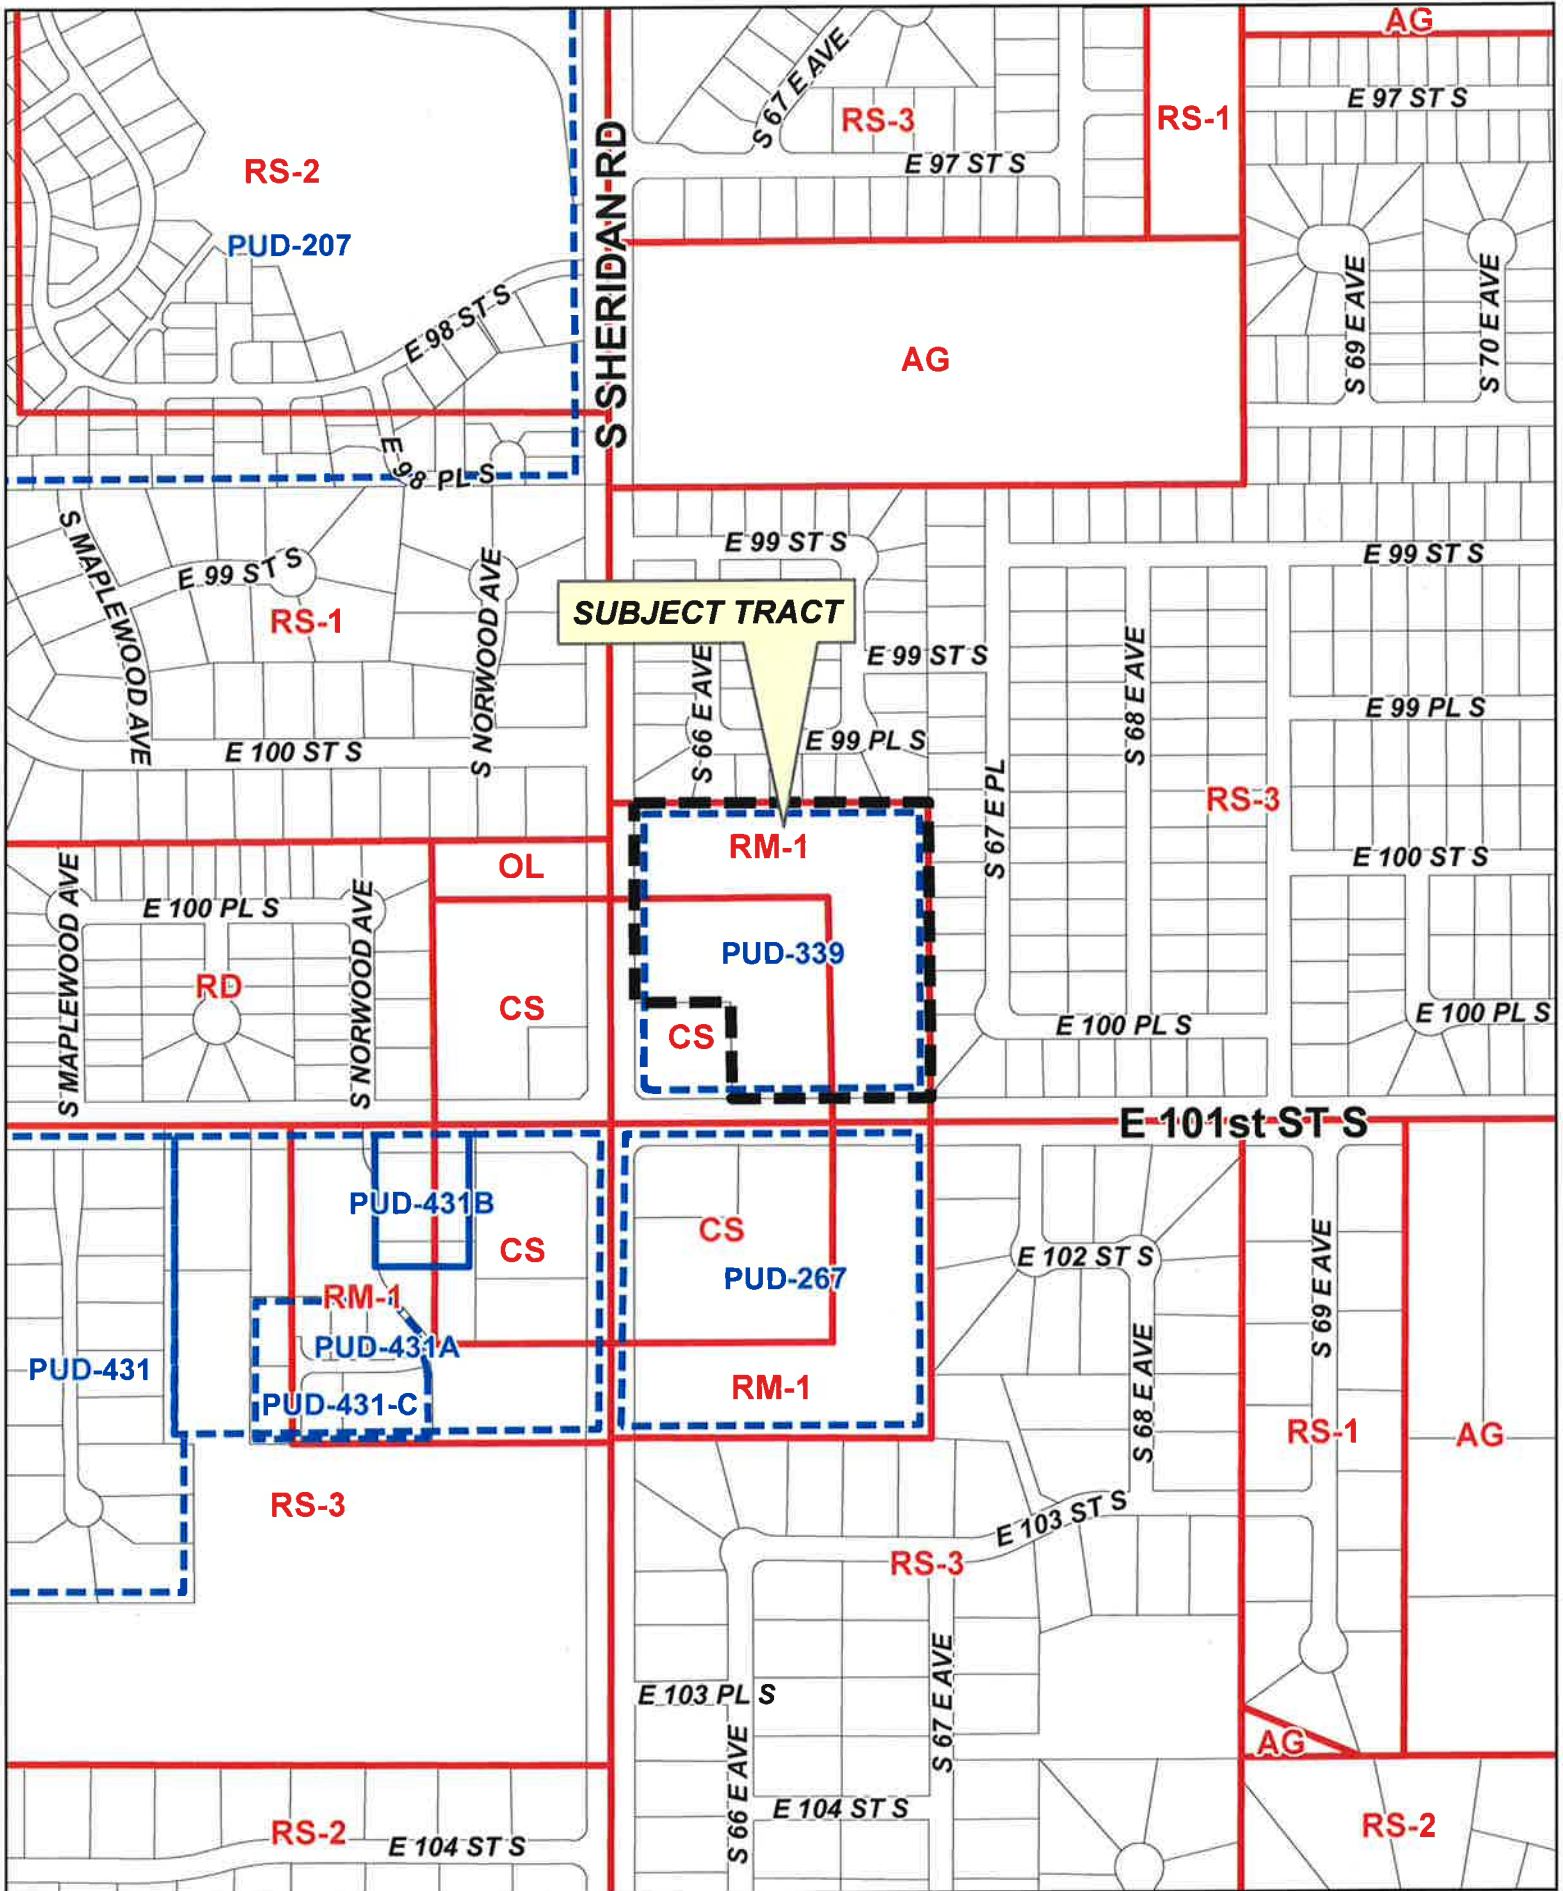 AG
S 67 E AVE
E 97 ST S
RS-3
RS-1
E 97 ST S
RS-2
PUD-207
S SHERIDAN RD
E 98 ST S
AG
S 69 E AVE
S 70 E AVE
E 98 PL S
S MAPLEWOOD AVE
E 99 ST S
E 99 ST S
E 99 ST S
RS-1
S NORWOOD AVE
SUBJECT TRACT
S 66 E AVE
E 99 ST S
S 68 E AVE
E 99 PL S
E 99 PL S
E 100 ST S
S 67 E PL
RS-3
RM-1
OL
E 100 ST S
S MAPLEWOOD AVE
E 100 PL S
S NORWOOD AVE
PUD-339
RD
CS
CS
E 100 PL S
E 100 PL S
E 101st ST S
PUD-431B
CS
CS
PUD-267
E 102 ST S
S 69 E AVE
RM-1
PUD-431A
PUD-431
PUD-431-C
RM-1
S 68 E AVE
RS-1
AG
RS-3
E 103 ST S
RS-3
E 103 PL S
S 67 E AVE
AG
S 66 E AVE
E 104 ST S
RS-2
E 104 ST S
RS-2